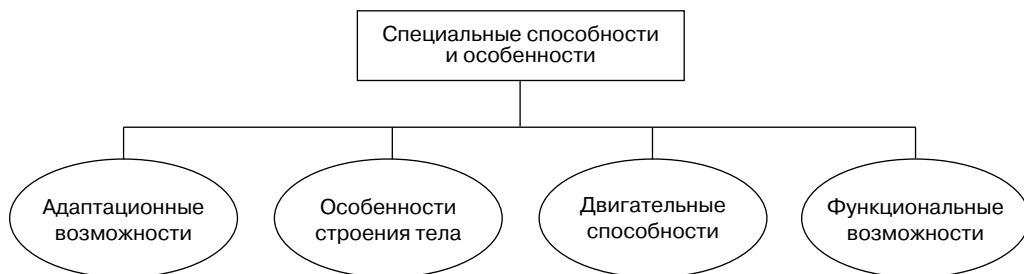 Специальные способности
и особенности
Адаптационные
возможности
Особенности
строения тела
Двигательные
способности
Функциональные
возможности